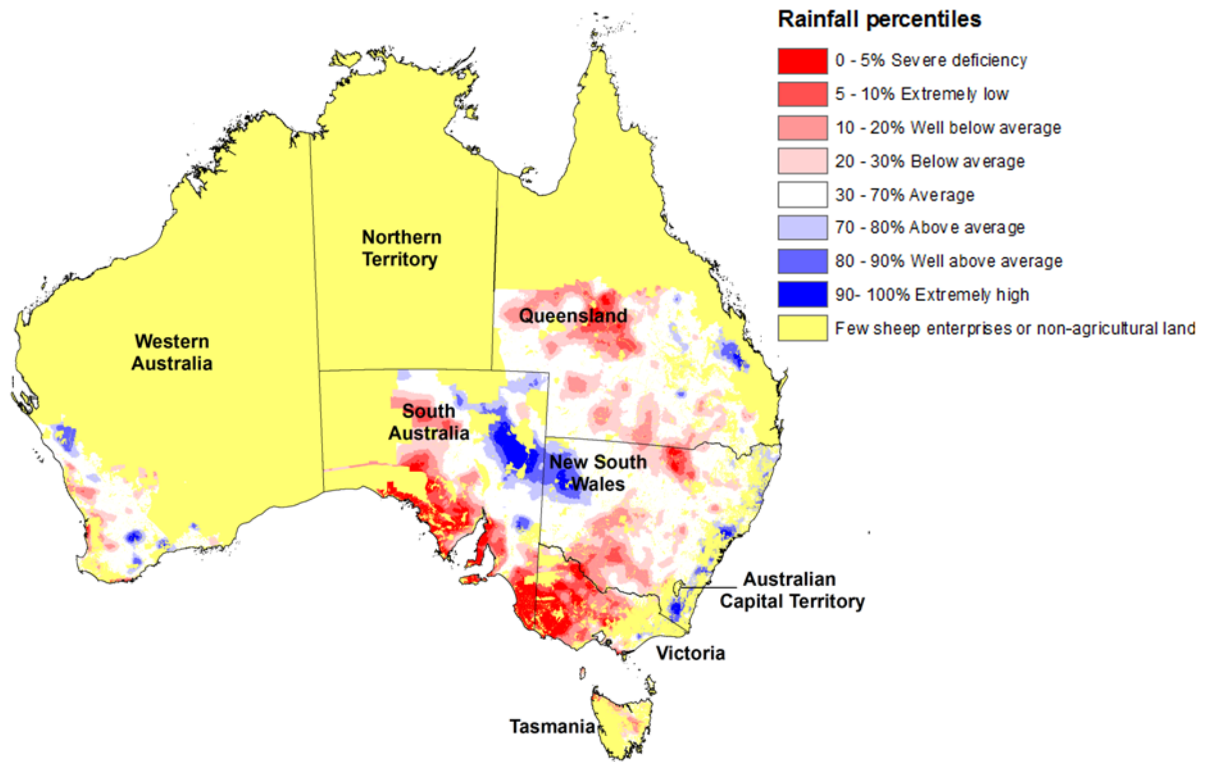 Rainfall percentiles
0 - 5% Severe deficiency
5 - 10% Extremely low
10 - 20% Well below average
20 - 30% Below average
30 - 70% Average
70 - 80% Above average
80 - 90% Well above average
90- 100% Extremely high
Few sheep enterprises or non-agricultural land
Northern
Territory
Queensland
Western
Australia
South
Australia
New South
Wales
Australian
Capital Territory
Victoria
Tasmania